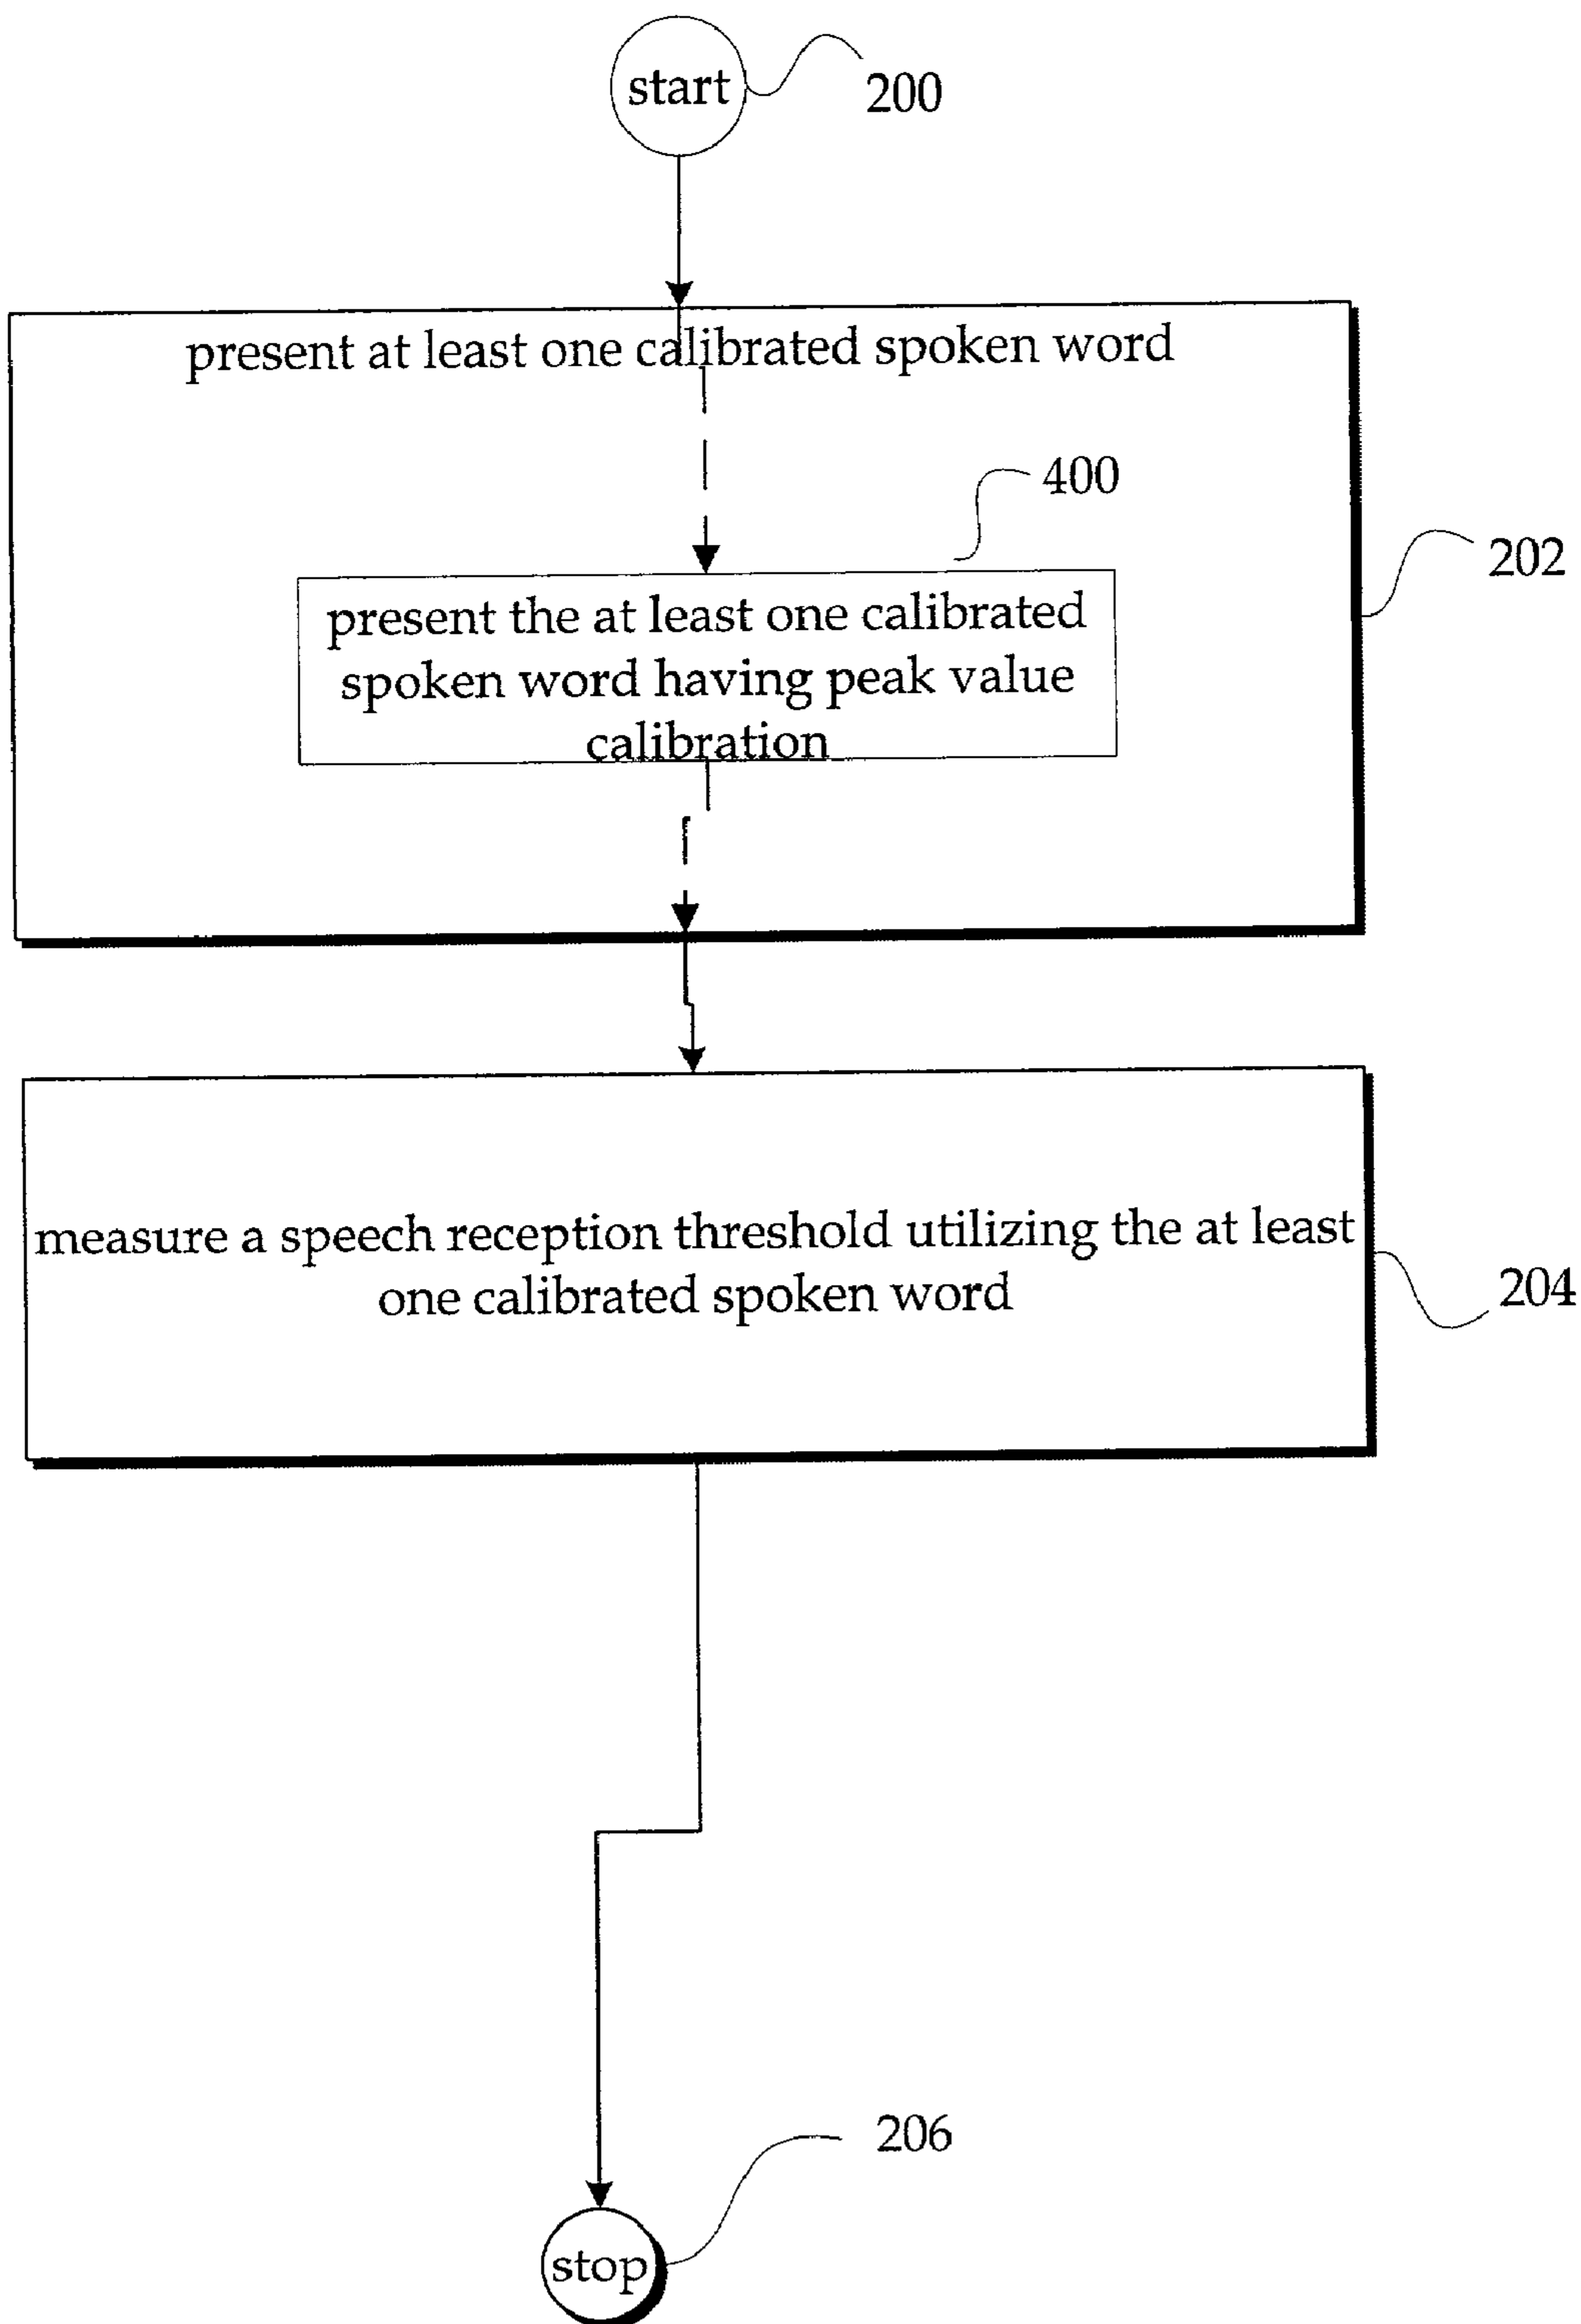 start
200
present at least one calibrated spoken word
400
202
present the at least one calibrated
spoken word having peak value
calibration
measure a speech reception threshold utilizing the at least
one calibrated spoken word
204
206
stop